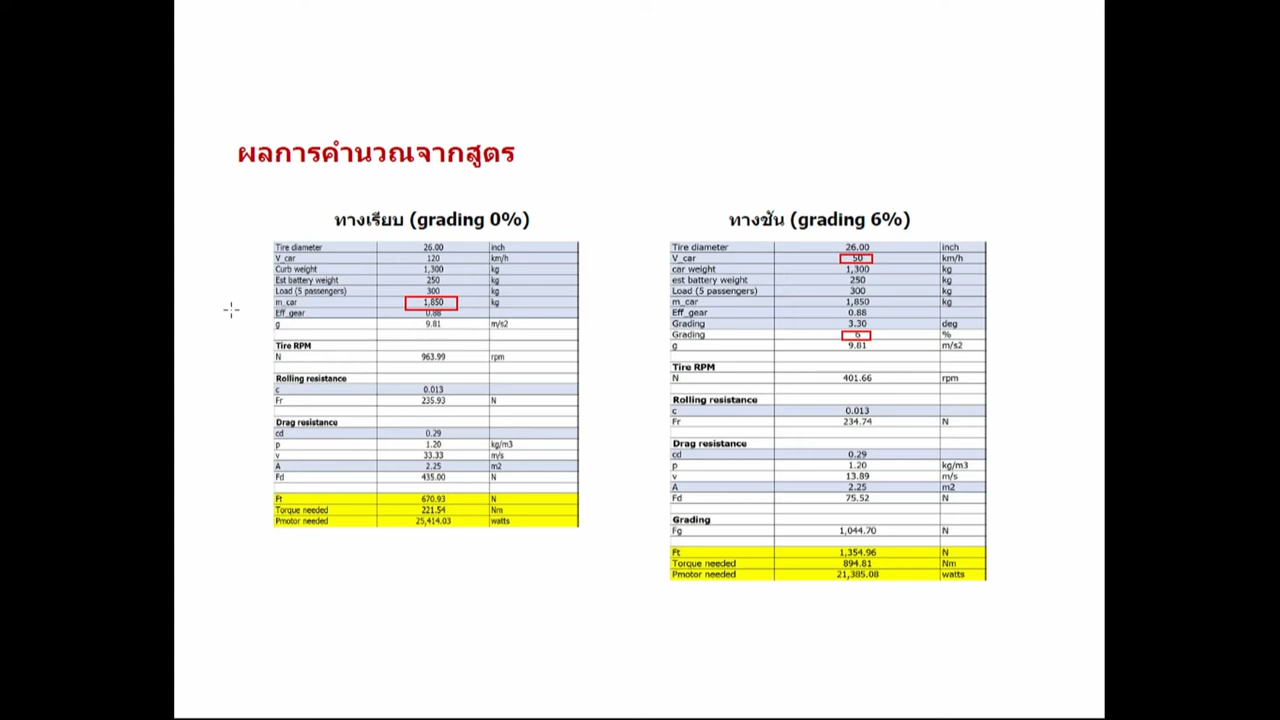 ผลการคำนวณจากสูตร
ทางเรียบ (grading 0%)
Tire diameter 26.00 inch
V_car 120 km/h
Curb weight 1,300 kg
Est battery weight 250 kg
Load (5 passengers) 300 kg
m_car 1,850 kg
Eff_gear 0.88
g 9.81 m/s2
Tire RPM
N 963.99 rpm
Rolling resistance
c 0.013
Fr 235.93 N
Drag resistance
cd 0.29
p 1.20 kg/m3
v 33.33 m/s
A 2.25 m2
Fd 435.00 N
Ft 670.93 N
Torque needed 221.54 Nm
Pmotor needed 25,414.03 watts
ทางชัน (grading 6%)
Tire diameter 26.00 inch
V_car 50 km/h
car weight 1,300 kg
est battery weight 250 kg
Load (5 passengers) 300 kg
m_car 1,850 kg
Eff_gear 0.88
Grading 3.30 deg
Grading 6 %
g 9.81 m/s2
Tire RPM
N 401.66 rpm
Rolling resistance
c 0.013
Fr 234.74 N
Drag resistance
cd 0.29
p 1.20 kg/m3
v 13.89 m/s
A 2.25 m2
Fd 75.52 N
Grading
Fg 1,044.70 N
Ft 1,354.96 N
Torque needed 894.81 Nm
Pmotor needed 21,385.08 watts